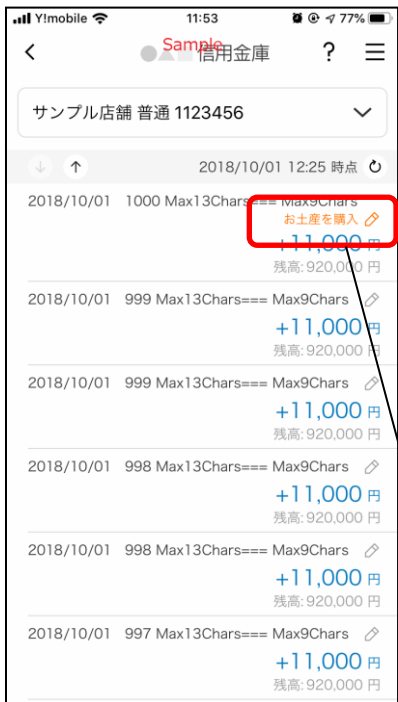 Y!mobile 11:53 77%
Sample
●▲■信用金庫 ?
サンプル店舗 普通 1123456
2018/10/01 12:25 時点
2018/10/01 1000 Max13Chars=== Max9Chars
お土産を購入
+11,000 円
残高: 920,000 円
2018/10/01 999 Max13Chars=== Max9Chars
+11,000 円
残高: 920,000 円
2018/10/01 999 Max13Chars=== Max9Chars
+11,000 円
残高: 920,000 円
2018/10/01 998 Max13Chars=== Max9Chars
+11,000 円
残高: 920,000 円
2018/10/01 998 Max13Chars=== Max9Chars
+11,000 円
残高: 920,000 円
2018/10/01 997 Max13Chars=== Max9Chars
+11,000 円
残高: 920,000 円